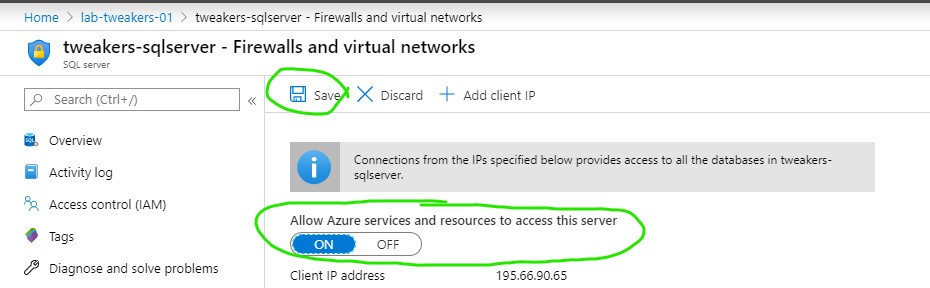 Home > lab-tweakers-01 > tweakers-sqlserver - Firewalls and virtual networks
tweakers-sqlserver - Firewalls and virtual networks
SQL server
Search (Ctrl+/)
«
Save
Discard
+ Add client IP
Overview
Activity log
Access control (IAM)
Tags
Diagnose and solve problems
Connections from the IPs specified below provides access to all the databases in tweakers-
sqlserver.
Allow Azure services and resources to access this server
ON OFF
Client IP address 195.66.90.65